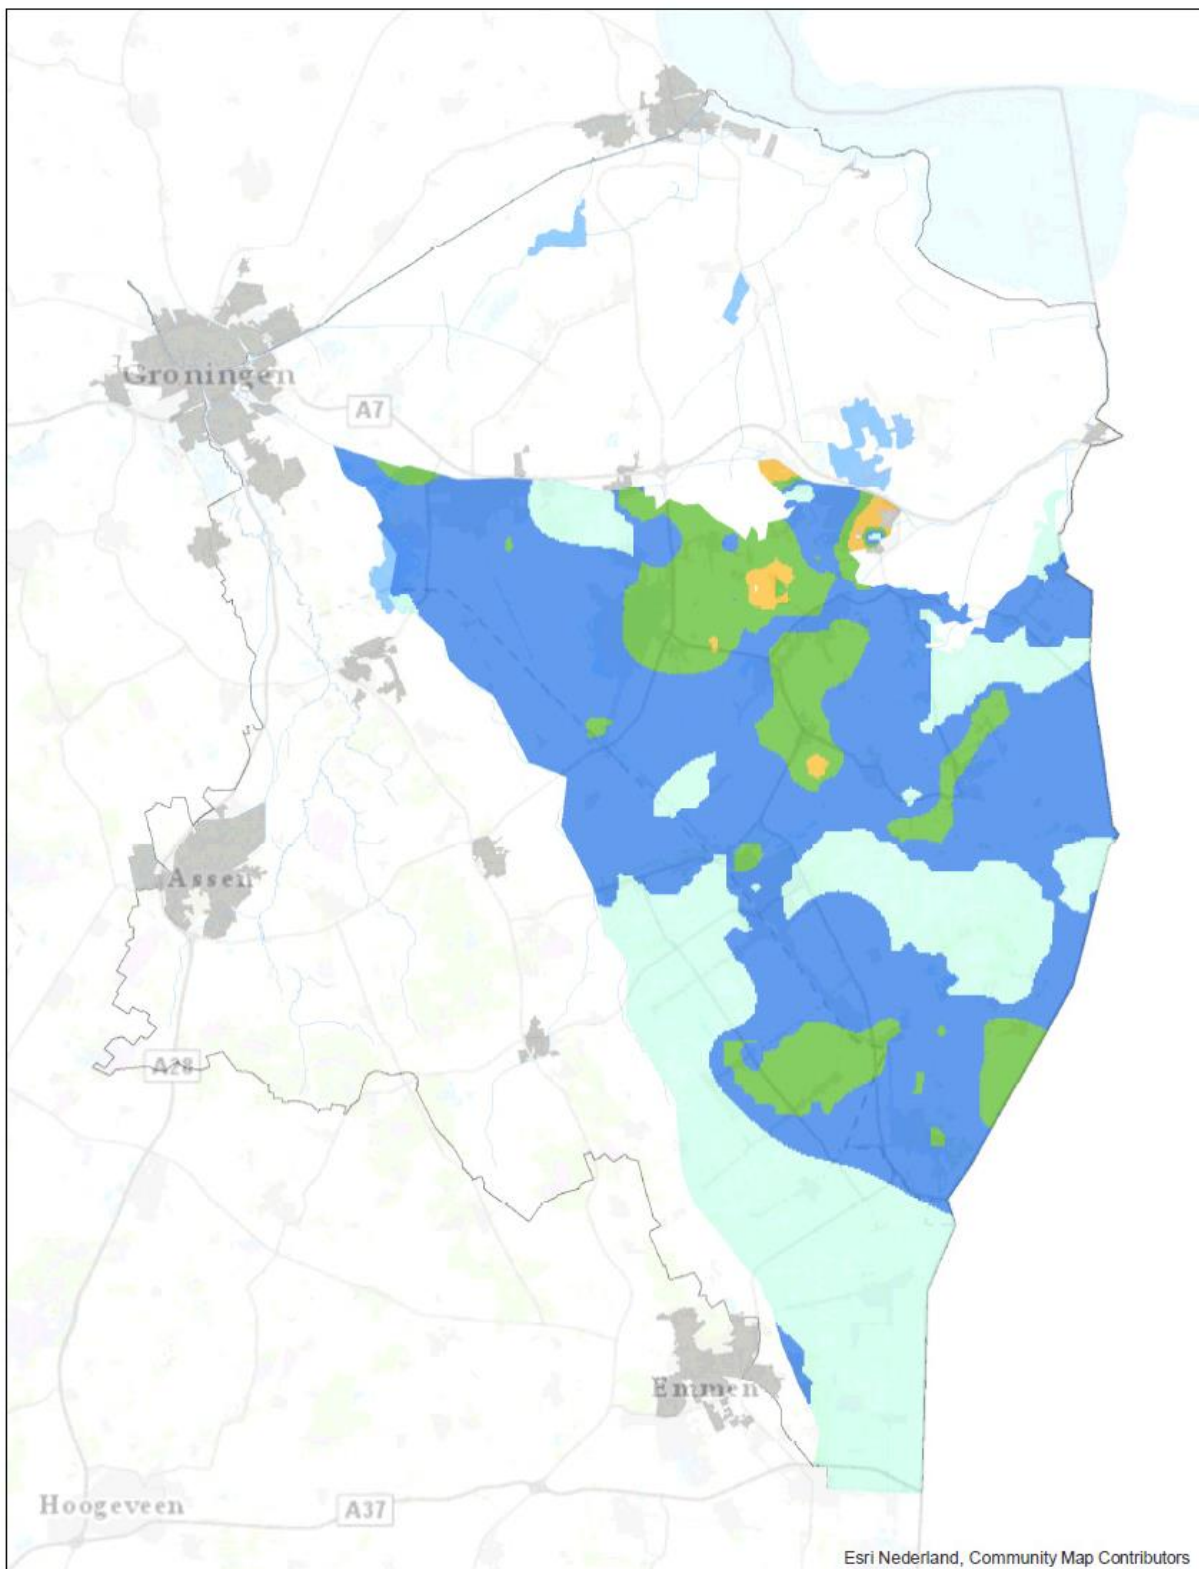 Groningen
A7
Assen
A28
Emmen
Hoogeveen
A37
Esri Nederland, Community Map Contributors